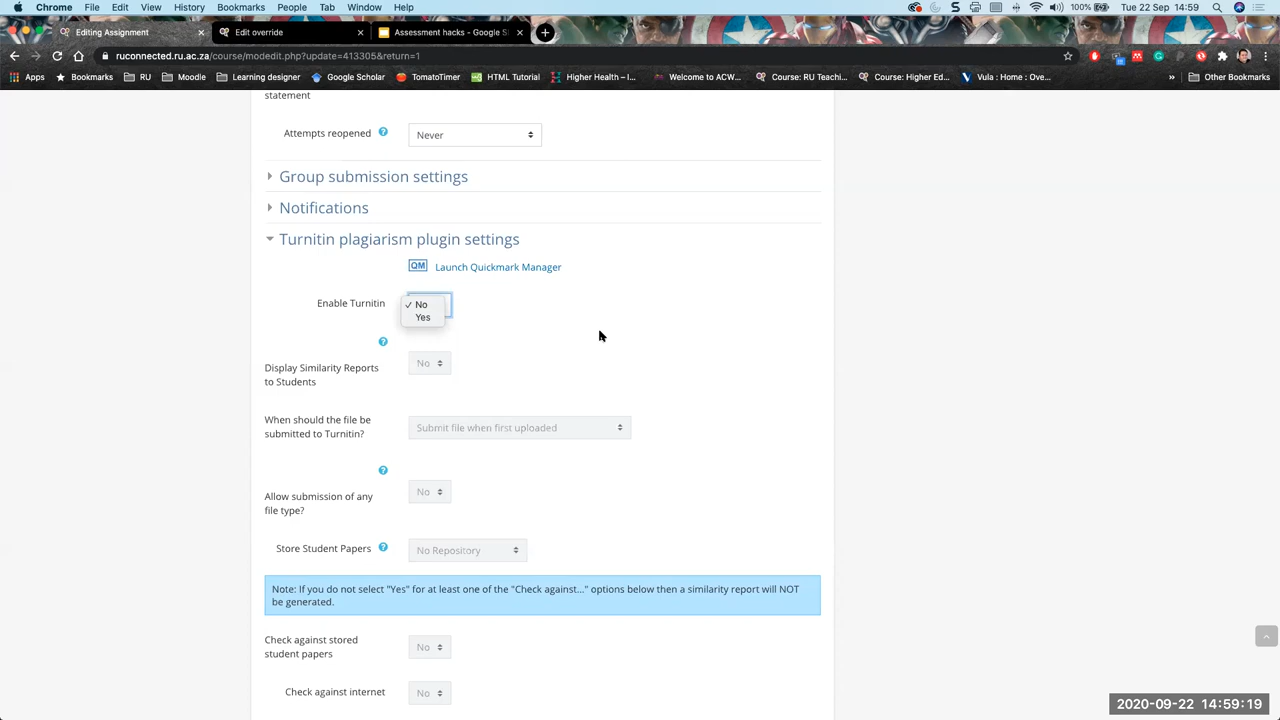 Chrome File Edit View History Bookmarks People Tab Window Help 100% Tue 22 Sep 14:59
Editing Assignment Edit override Assessment hacks - Google Sl
ruconnected.ru.ac.za/course/modedit.php?update=413305&return=1
Apps Bookmarks RU Moodle Learning designer Google Scholar TomatoTimer HTML Tutorial Higher Health – I... Welcome to ACW... Course: RU Teachi... Course: Higher Ed... Vula : Home : Ove... » Other Bookmarks
statement
Attempts reopened ? Never
Group submission settings
Notifications
Turnitin plagiarism plugin settings
QM Launch Quickmark Manager
Enable Turnitin ✓ No
Yes
?
Display Similarity Reports
to Students
No
When should the file be
submitted to Turnitin?
Submit file when first uploaded
?
Allow submission of any
file type?
No
Store Student Papers ? No Repository
Note: If you do not select "Yes" for at least one of the "Check against..." options below then a similarity report will NOT
be generated.
Check against stored
student papers
No
Check against internet No
2020-09-22 14:59:19